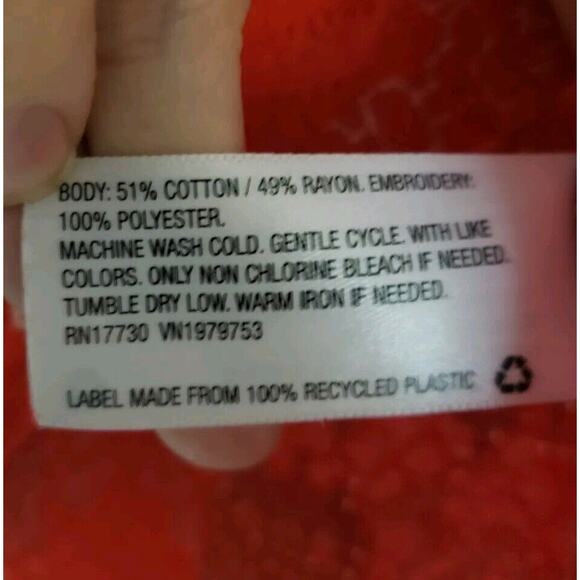 BODY: 51% COTTON / 49% RAYON. EMBROIDERY:
100% POLYESTER.
MACHINE WASH COLD. GENTLE CYCLE. WITH LIKE
COLORS. ONLY NON CHLORINE BLEACH IF NEEDED.
TUMBLE DRY LOW. WARM IRON IF NEEDED.
RN17730 VN1979753
LABEL MADE FROM 100% RECYCLED PLASTIC